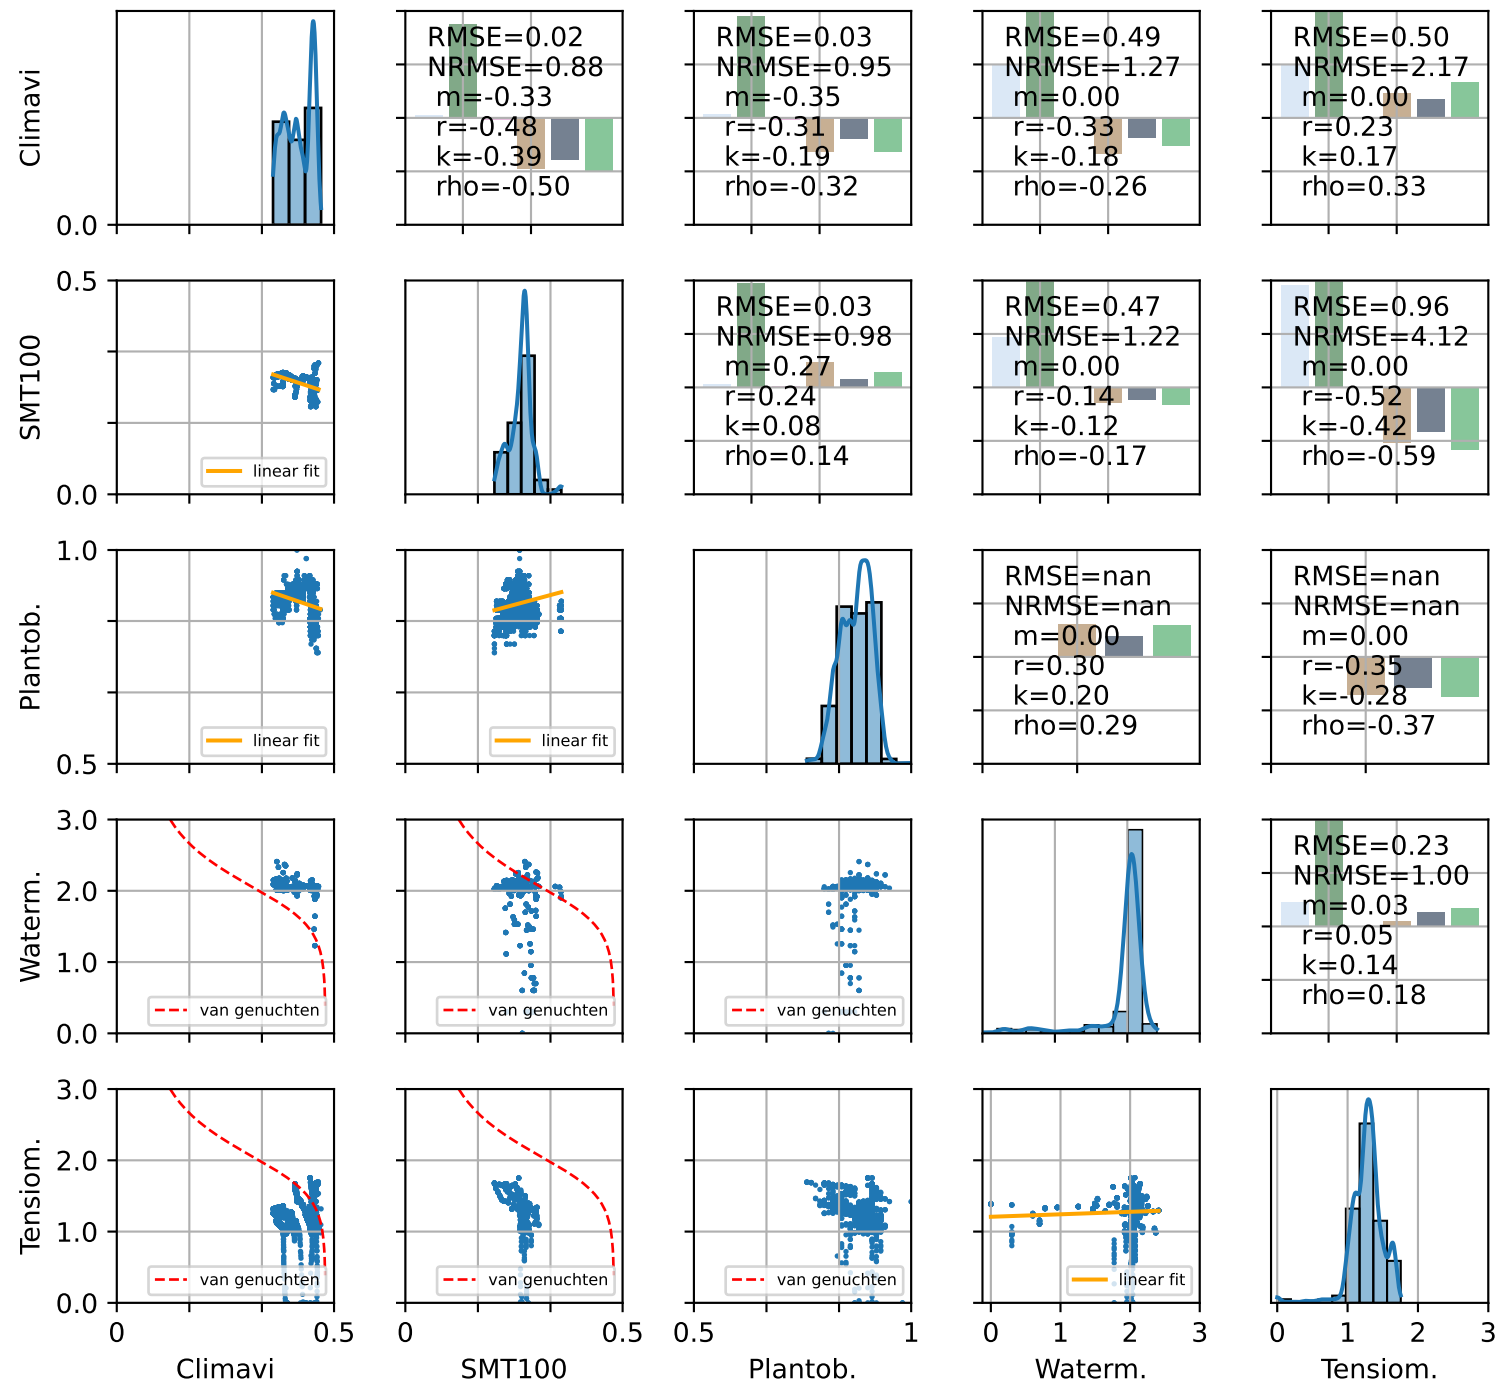 Climavi
0.0
RMSE=0.02
NRMSE=0.88
m=-0.33
r=-0.48
k=-0.39
rho=-0.50
RMSE=0.03
NRMSE=0.95
m=-0.35
r=-0.31
k=-0.19
rho=-0.32
RMSE=0.49
NRMSE=1.27
m=0.00
r=-0.33
k=-0.18
rho=-0.26
RMSE=0.50
NRMSE=2.17
m=0.00
r=0.23
k=0.17
rho=0.33
SMT100
0.5
0.0
linear fit
RMSE=0.03
NRMSE=0.98
m=0.27
r=0.24
k=0.08
rho=0.14
RMSE=0.47
NRMSE=1.22
m=0.00
r=-0.14
k=-0.12
rho=-0.17
RMSE=0.96
NRMSE=4.12
m=0.00
r=-0.52
k=-0.42
rho=-0.59
Plantob.
1.0
0.5
linear fit
linear fit
RMSE=nan
NRMSE=nan
m=0.00
r=0.30
k=0.20
rho=0.29
RMSE=nan
NRMSE=nan
m=0.00
r=-0.35
k=-0.28
rho=-0.37
Waterm.
3.0
2.0
1.0
0.0
van genuchten
van genuchten
van genuchten
RMSE=0.23
NRMSE=1.00
m=0.03
r=0.05
k=0.14
rho=0.18
Tensiom.
3.0
2.0
1.0
0.0
van genuchten
van genuchten
van genuchten
linear fit
0 0.5
0 0.5
0.5 1
0 1 2 3
0 1 2 3
Climavi
SMT100
Plantob.
Waterm.
Tensiom.